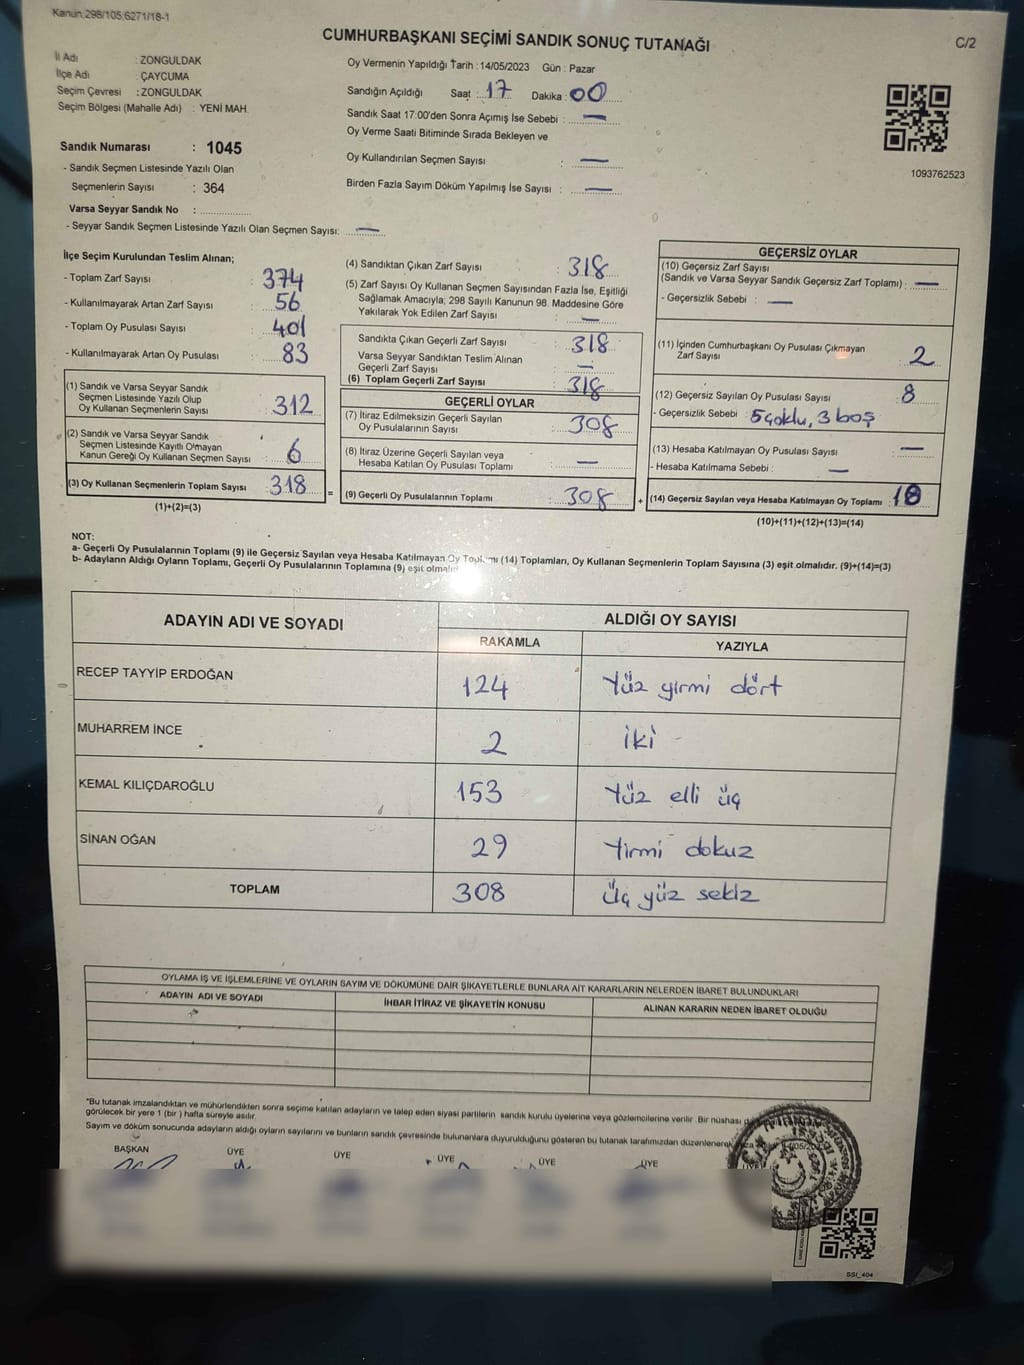 Kanun.298/105,6271/18-1
CUMHURBAŞKANI SEÇİMİ SANDIK SONUÇ TUTANAĞI
C/2
İl Adı : ZONGULDAK
İlçe Adı : ÇAYCUMA
Seçim Çevresi : ZONGULDAK
Seçim Bölgesi (Mahalle Adı) : YENİ MAH.
Oy Vermenin Yapıldığı Tarih : 14/05/2023 Gün : Pazar
Sandığın Açıldığı Saat : 17 Dakika : 00
Sandık Saat 17:00'den Sonra Açımış İse Sebebi : —
Oy Verme Saati Bitiminde Sırada Bekleyen ve
Oy Kullandırılan Seçmen Sayısı : —
Birden Fazla Sayım Döküm Yapılmış İse Sayısı : —
1093762523
Sandık Numarası : 1045
- Sandık Seçmen Listesinde Yazılı Olan
Seçmenlerin Sayısı : 364
Varsa Seyyar Sandık No :
- Seyyar Sandık Seçmen Listesinde Yazılı Olan Seçmen Sayısı: —
İlçe Seçim Kurulundan Teslim Alınan;
- Toplam Zarf Sayısı : 374
- Kullanılmayarak Artan Zarf Sayısı : 56
- Toplam Oy Pusulası Sayısı : 401
- Kullanılmayarak Artan Oy Pusulası : 83
(1) Sandık ve Varsa Seyyar Sandık
Seçmen Listesinde Yazılı Olup
Oy Kullanan Seçmenlerin Sayısı : 312
(2) Sandık ve Varsa Seyyar Sandık
Seçmen Listesinde Kayıtlı Olmayan
Kanun Gereği Oy Kullanan Seçmen Sayısı : 6
(3) Oy Kullanan Seçmenlerin Toplam Sayısı : 318 =
(1)+(2)=(3)
(4) Sandıktan Çıkan Zarf Sayısı : 318
(5) Zarf Sayısı Oy Kullanan Seçmen Sayısından Fazla İse, Eşitliği
Sağlamak Amacıyla; 298 Sayılı Kanunun 98. Maddesine Göre
Yakılarak Yok Edilen Zarf Sayısı : —
Sandıkta Çıkan Geçerli Zarf Sayısı : 318
Varsa Seyyar Sandıktan Teslim Alınan
Geçerli Zarf Sayısı : —
(6) Toplam Geçerli Zarf Sayısı : 318
GEÇERLİ OYLAR
(7) İtiraz Edilmeksizin Geçerli Sayılan
Oy Pusulalarının Sayısı : 308
(8) İtiraz Üzerine Geçerli Sayılan veya
Hesaba Katılan Oy Pusulası Toplamı : —
(9) Geçerli Oy Pusulalarının Toplamı : 308 +
GEÇERSİZ OYLAR
(10) Geçersiz Zarf Sayısı
(Sandık ve Varsa Seyyar Sandık Geçersiz Zarf Toplamı) : —
- Geçersizlik Sebebi : —
(11) İçinden Cumhurbaşkanı Oy Pusulası Çıkmayan
Zarf Sayısı 2
(12) Geçersiz Sayılan Oy Pusulası Sayısı : 8
- Geçersizlik Sebebi : 5 çoklu, 3 boş
(13) Hesaba Katılmayan Oy Pusulası Sayısı : —
- Hesaba Katılmama Sebebi : —
(14) Geçersiz Sayılan veya Hesaba Katılmayan Oy Toplamı : 10
(10)+(11)+(12)+(13)=(14)
NOT:
a- Geçerli Oy Pusulalarının Toplamı (9) ile Geçersiz Sayılan veya Hesaba Katılmayan Oy Toplamı (14) Toplamları, Oy Kullanan Seçmenlerin Toplam Sayısına (3) eşit olmalıdır. (9)+(14)=(3)
b- Adayların Aldığı Oyların Toplamı, Geçerli Oy Pusulalarının Toplamına (9) eşit olmalıdır
ADAYIN ADI VE SOYADI
ALDIĞI OY SAYISI
RAKAMLA YAZIYLA
RECEP TAYYİP ERDOĞAN 124 Yüz yirmi dört
MUHARREM İNCE 2 iki
KEMAL KILIÇDAROĞLU 153 Yüz elli üç
SİNAN OĞAN 29 Yirmi dokuz
TOPLAM 308 Üç yüz sekiz
OYLAMA İŞ VE İŞLEMLERİNE VE OYLARIN SAYIM VE DÖKÜMÜNE DAİR ŞİKAYETLERLE BUNLARA AİT KARARLARIN NELERDEN İBARET BULUNDUKLARI
ADAYIN ADI VE SOYADI İHBAR İTİRAZ VE ŞİKAYETİN KONUSU ALINAN KARARIN NEDEN İBARET OLDUĞU
*Bu tutanak imzalandıktan ve mühürlendikten sonra seçime katılan adayların ve talep eden siyasi partilerin sandık kurulu üyelerine veya gözlemcilerine verilir. Bir nüshası
görülecek bir yere 1 (bir ) hafta süreyle asılır.
Sayım ve döküm sonucunda adayların aldığı oyların sayılarını ve bunların sandık çevresinde bulunanlara duyurulduğunu gösteren bu tutanak tarafımızdan düzenlenerek
BAŞKAN ÜYE ÜYE ÜYE ÜYE ÜYE ÜYE
SSI_404